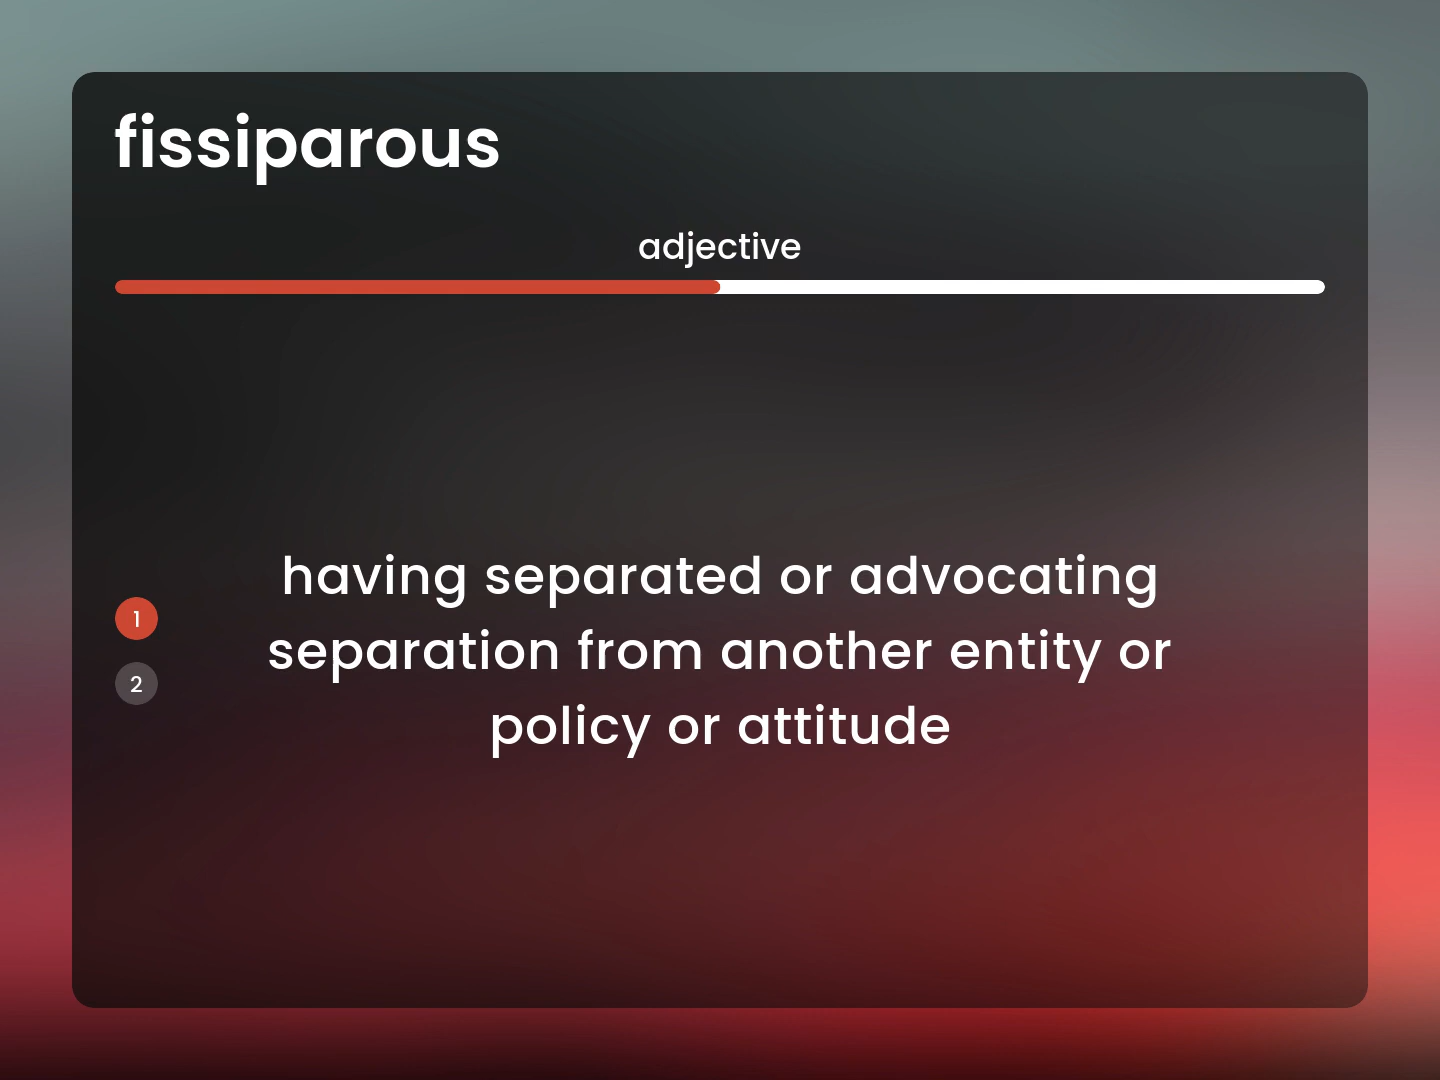 fissiparous
adjective
having separated or advocating
separation from another entity or
policy or attitude
1
2